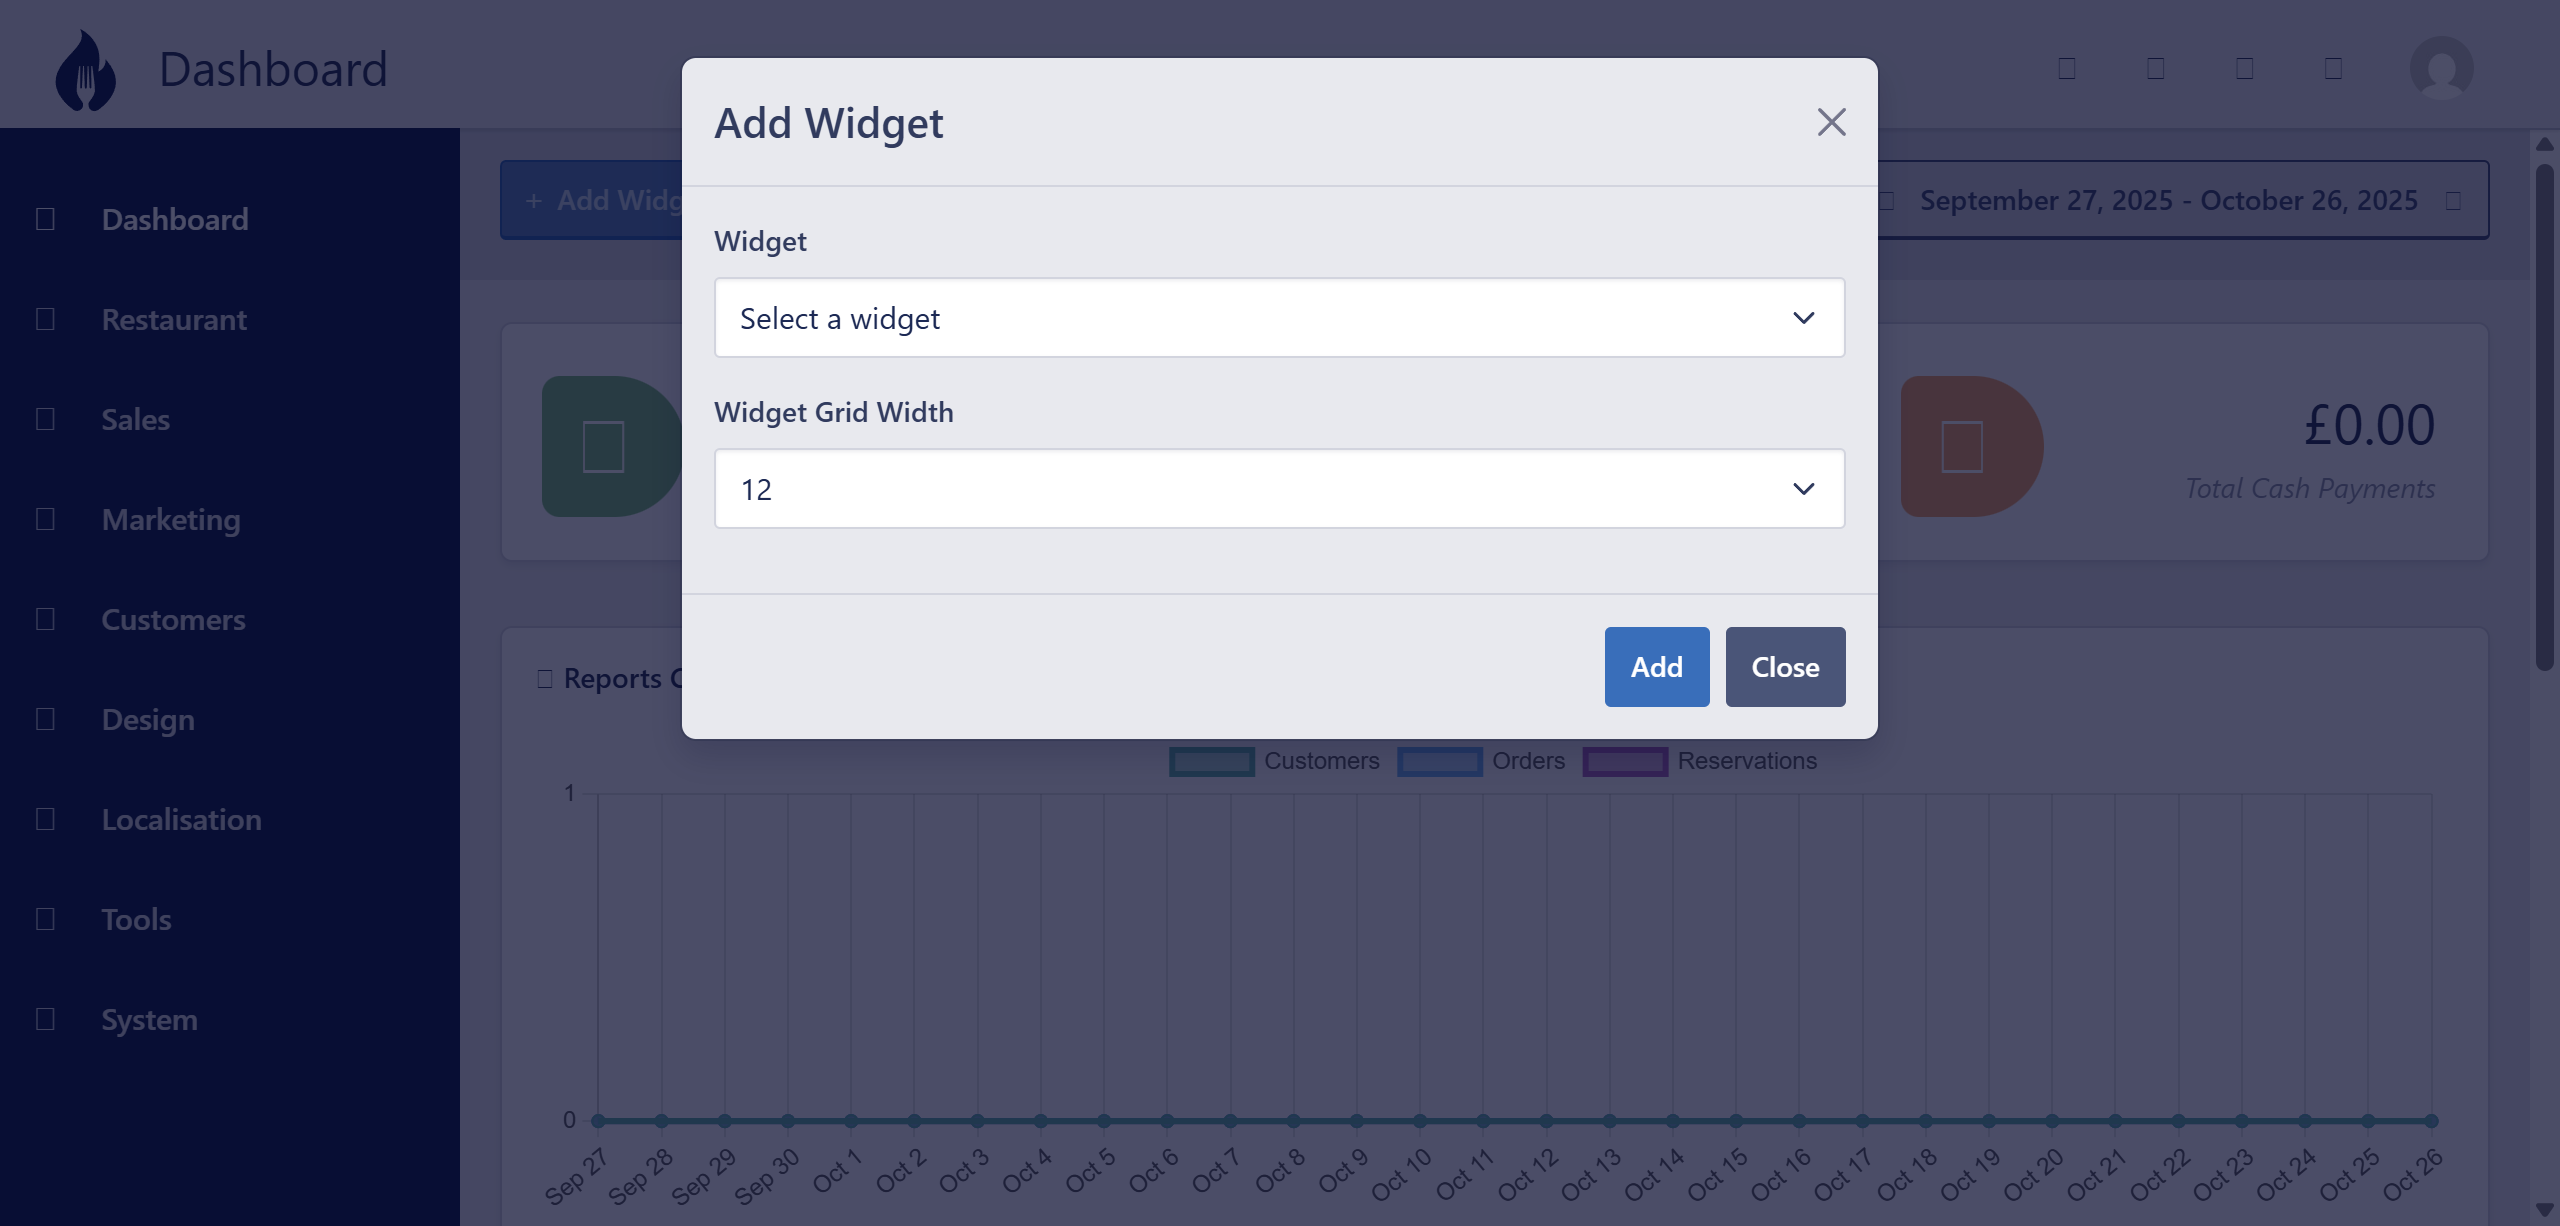 Dashboard
Add Widget
+ Add Widg
September 27, 2025 - October 26, 2025
Dashboard
Restaurant
Sales
Marketing
Customers
Design
Localisation
Tools
System
Widget
Select a widget
Widget Grid Width
12
Add
Close
£0.00
Total Cash Payments
Reports
Customers
Orders
Reservations
1
0
Sep 27
Sep 28
Sep 29
Sep 30
Oct 1
Oct 2
Oct 3
Oct 4
Oct 5
Oct 6
Oct 7
Oct 8
Oct 9
Oct 10
Oct 11
Oct 12
Oct 13
Oct 14
Oct 15
Oct 16
Oct 17
Oct 18
Oct 19
Oct 20
Oct 21
Oct 22
Oct 23
Oct 24
Oct 25
Oct 26